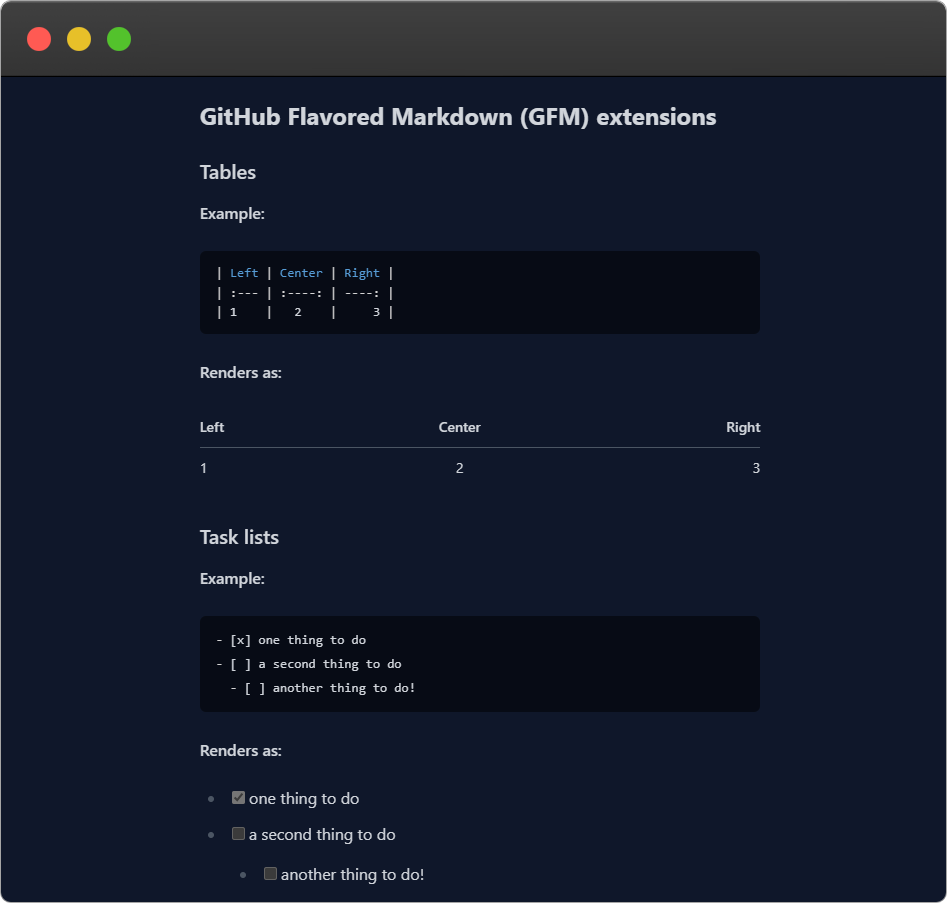 GitHub Flavored Markdown (GFM) extensions
Tables
Example:
| Left | Center | Right |
| :--- | :----: | ----: |
| 1    |   2    |     3 |
Renders as:
Left Center Right
1 2 3
Task lists
Example:
- [x] one thing to do
- [ ] a second thing to do
  - [ ] another thing to do!
Renders as:
one thing to do
a second thing to do
another thing to do!